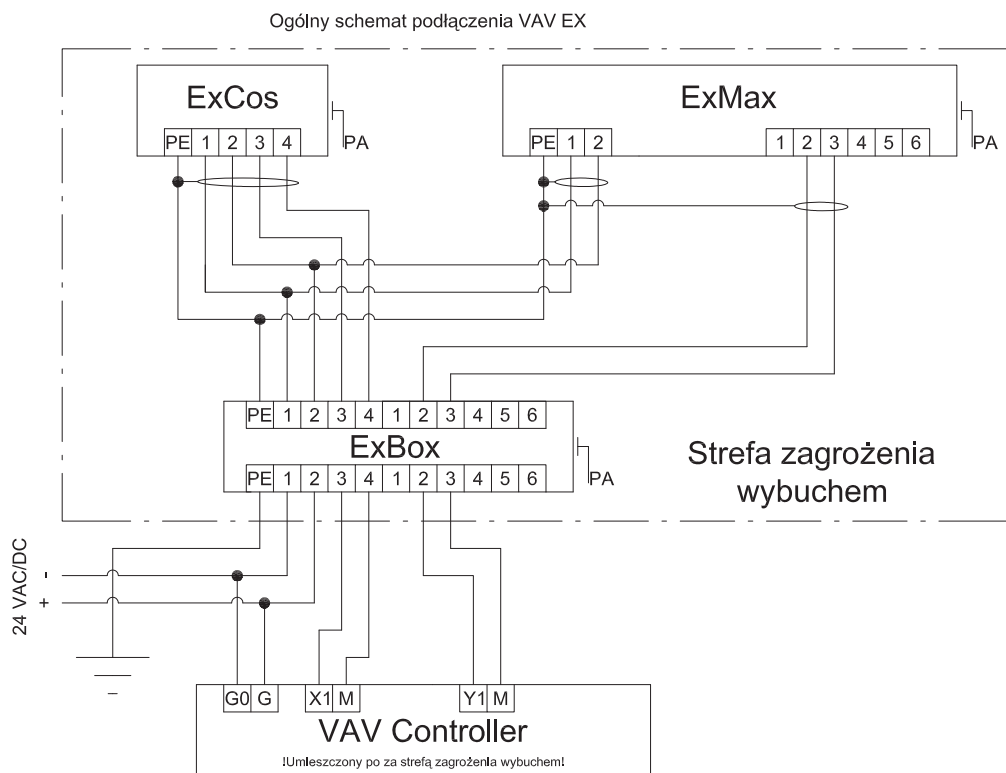 Ogólny schemat podłączenia VAV EX
ExCos
ExMax
PE 1 2 3 4
PA
PE 1 2
1 2 3 4 5 6
PA
PE 1 2 3 4 1 2 3 4 5 6
ExBox
PE 1 2 3 4 1 2 3 4 5 6
PA
Strefa zagrożenia
wybuchem
24 VAC/DC
-
+
G0 G X1 M Y1 M
VAV Controller
!Umieszczony po za strefą zagrożenia wybuchem!